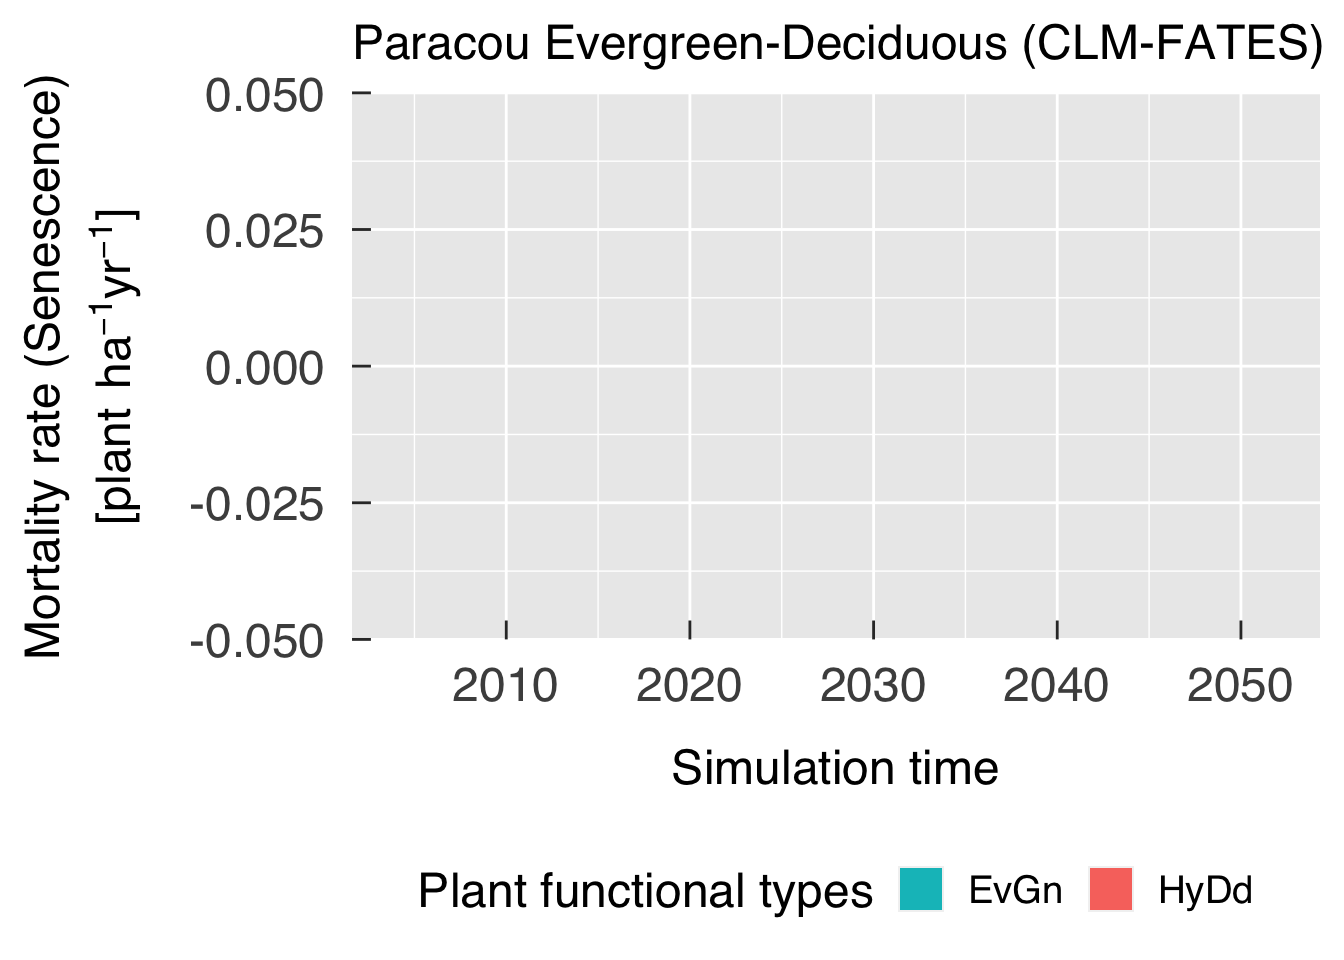 Paracou Evergreen-Deciduous (CLM-FATES)
Mortality rate (Senescence)
[plant ha⁻¹yr⁻¹]
0.050
0.025
0.000
-0.025
-0.050
2010 2020 2030 2040 2050
Simulation time
Plant functional types EvGn HyDd